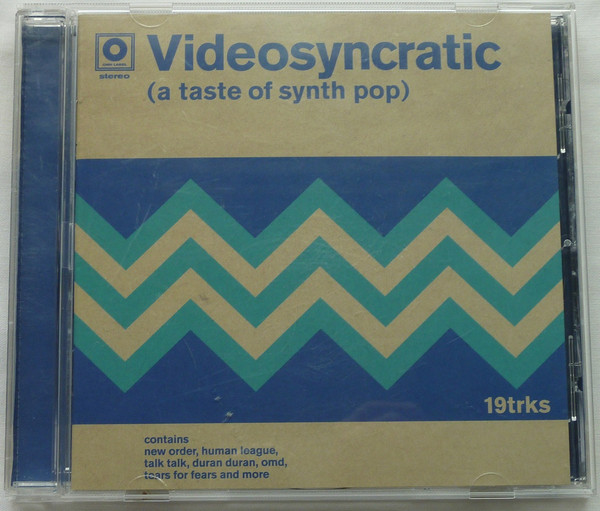 Videosyncratic
stereo
(a taste of synth pop)
19trks
contains
new order, human league,
talk talk, duran duran, omd,
tears for fears and more